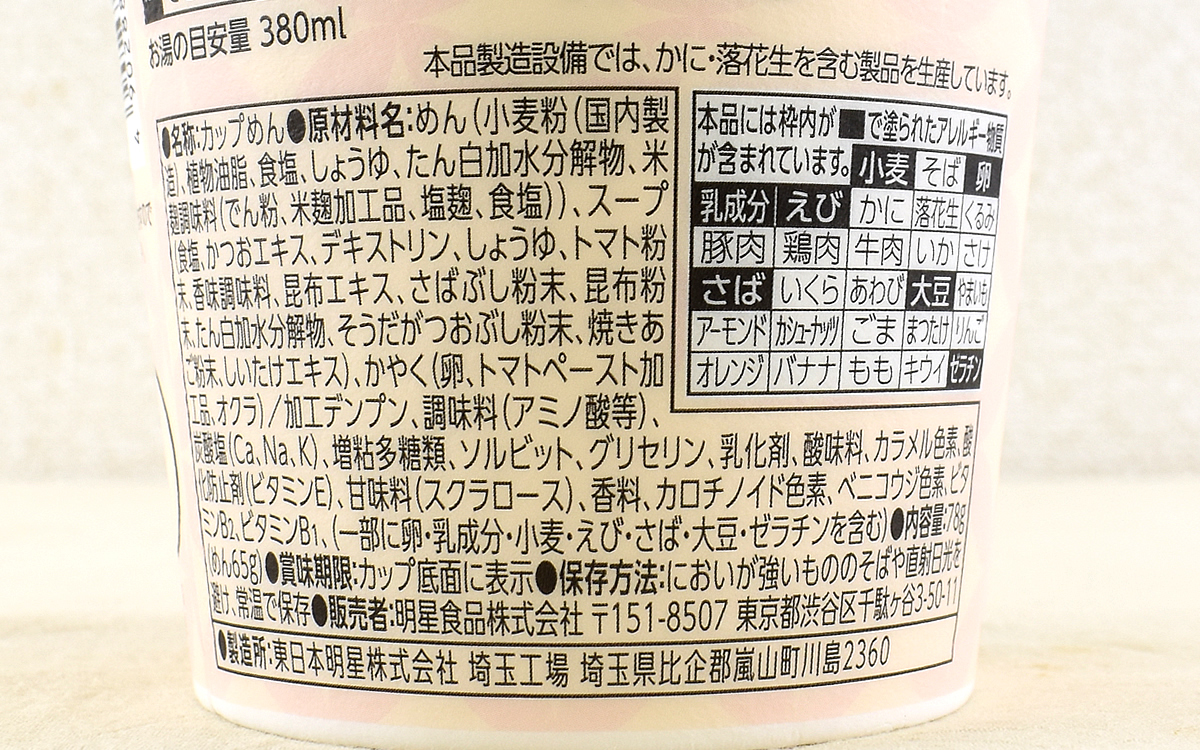 お湯の目安量 380ml
本品製造設備では、かに・落花生を含む製品を生産しています。
●名称:カップめん●原材料名:めん(小麦粉(国内製
造)、植物油脂、食塩、しょうゆ、たん白加水分解物、米
麹調味料(でん粉、米麹加工品、塩麹、食塩))、スープ
(食塩、かつおエキス、デキストリン、しょうゆ、トマト粉
末、香味調味料、昆布エキス、さばぶし粉末、昆布粉
末、たん白加水分解物、そうだがつおぶし粉末、焼きあ
ご粉末、しいたけエキス)、かやく(卵、トマトペースト加
工品、オクラ)/加工デンプン、調味料(アミノ酸等)、
炭酸塩(Ca、Na、K)、増粘多糖類、ソルビット、グリセリン、乳化剤、酸味料、カラメル色素、酸
化防止剤(ビタミンE)、甘味料(スクラロース)、香料、カロチノイド色素、ベニコウジ色素、ビタ
ミンB2、ビタミンB1、(一部に卵・乳成分・小麦・えび・さば・大豆・ゼラチンを含む)●内容量:78g
(めん65g)●賞味期限:カップ底面に表示●保存方法:においが強いもののそばや直射日光を
避け、常温で保存●販売者:明星食品株式会社 〒151-8507 東京都渋谷区千駄ヶ谷3-50-11
●製造所:東日本明星株式会社 埼玉工場 埼玉県比企郡嵐山町川島2360
本品には枠内が■で塗られたアレルギー物質
が含まれています。 小麦 そば 卵
乳成分 えび かに 落花生 くるみ
豚肉 鶏肉 牛肉 いか さけ
さば いくら あわび 大豆 やまいも
アーモンド カシューナッツ ごま まつたけ りんご
オレンジ バナナ もも キウイ ゼラチン